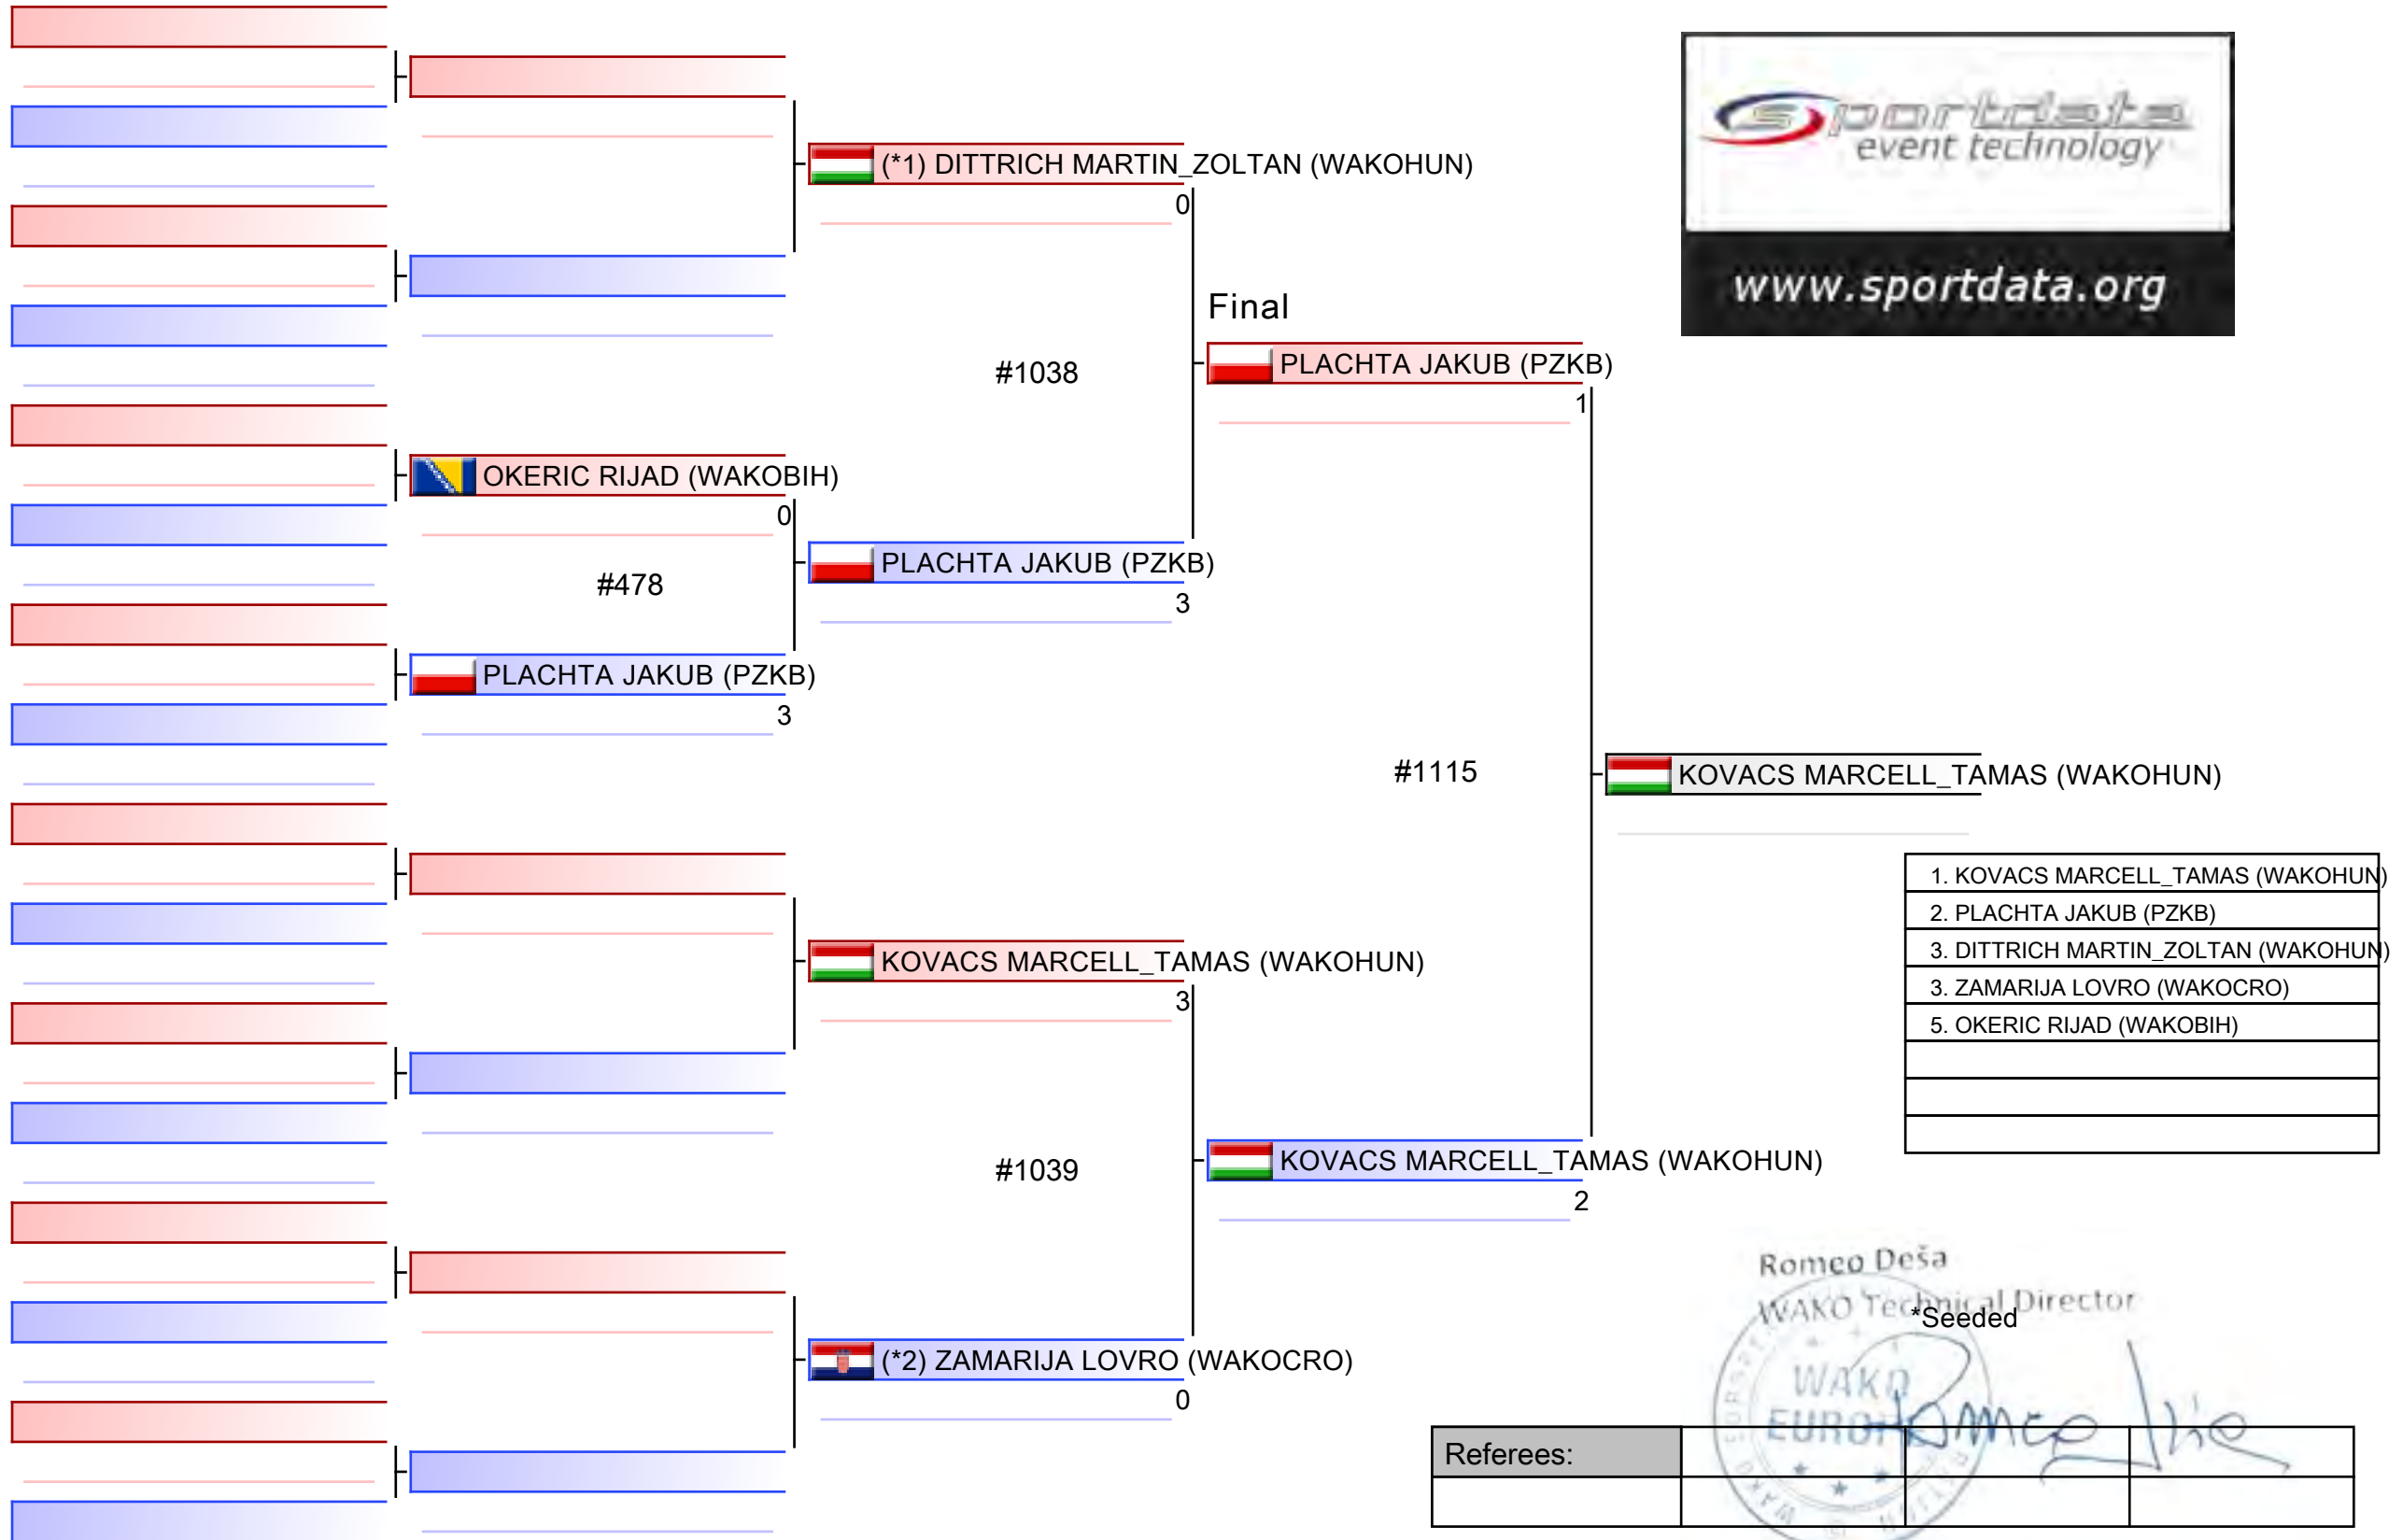 sportdata
event technology
www.sportdata.org
(*1) DITTRICH MARTIN_ZOLTAN (WAKOHUN)
0
Final
#1038
PLACHTA JAKUB (PZKB)
1
OKERIC RIJAD (WAKOBIH)
0
#478
PLACHTA JAKUB (PZKB)
3
PLACHTA JAKUB (PZKB)
3
#1115
KOVACS MARCELL_TAMAS (WAKOHUN)
1. KOVACS MARCELL_TAMAS (WAKOHUN)
2. PLACHTA JAKUB (PZKB)
3. DITTRICH MARTIN_ZOLTAN (WAKOHUN)
3. ZAMARIJA LOVRO (WAKOCRO)
5. OKERIC RIJAD (WAKOBIH)
KOVACS MARCELL_TAMAS (WAKOHUN)
3
#1039
KOVACS MARCELL_TAMAS (WAKOHUN)
2
(*2) ZAMARIJA LOVRO (WAKOCRO)
0
Romeo Deša
WAKO Technical Director
*Seeded
WAKO
Referees: